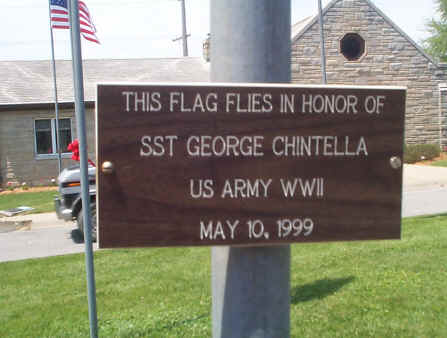 THIS FLAG FLIES IN HONOR OF
SST GEORGE CHINTELLA
US ARMY WWII
MAY 10, 1999